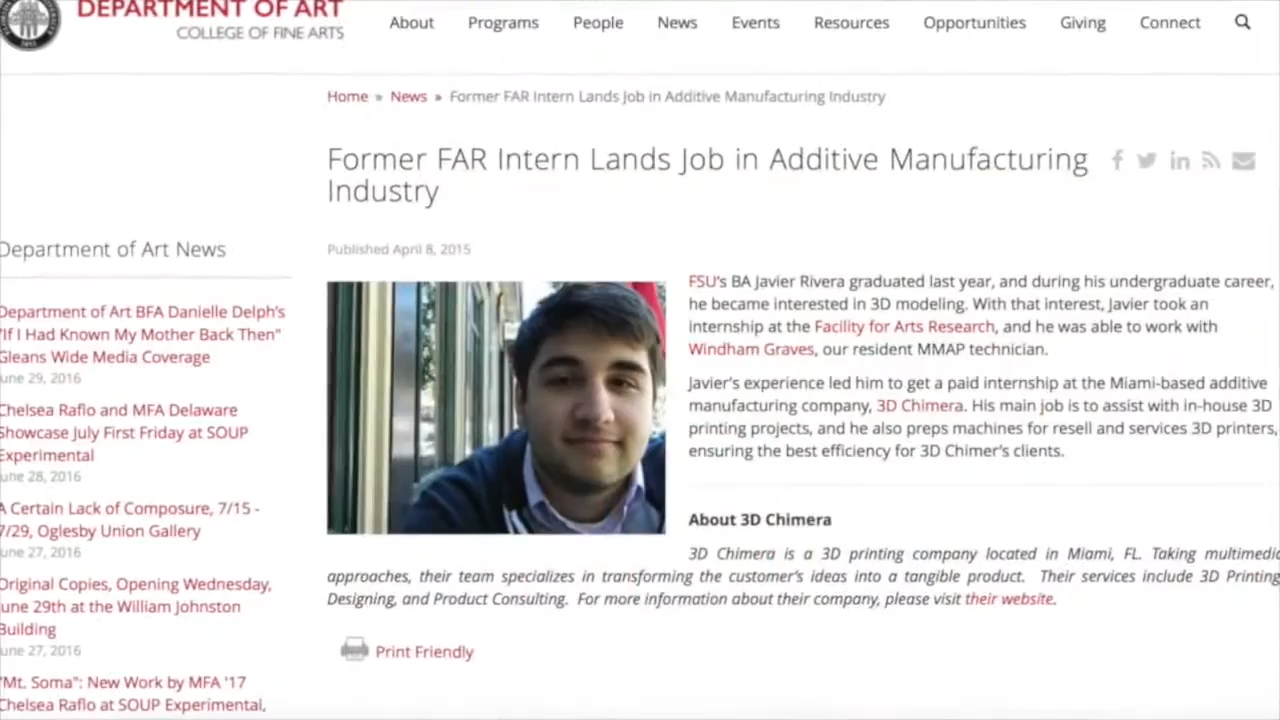 DEPARTMENT OF ART
COLLEGE OF FINE ARTS
About Programs People News Events Resources Opportunities Giving Connect
Home » News » Former FAR Intern Lands Job in Additive Manufacturing Industry
Former FAR Intern Lands Job in Additive Manufacturing
Industry
Published April 8, 2015
FSU's BA Javier Rivera graduated last year, and during his undergraduate career,
he became interested in 3D modeling. With that interest, Javier took an
internship at the Facility for Arts Research, and he was able to work with
Windham Graves, our resident MMAP technician.
Javier's experience led him to get a paid internship at the Miami-based additive
manufacturing company, 3D Chimera. His main job is to assist with in-house 3D
printing projects, and he also preps machines for resell and services 3D printers,
ensuring the best efficiency for 3D Chimer's clients.
About 3D Chimera
3D Chimera is a 3D printing company located in Miami, FL. Taking multimedia
approaches, their team specializes in transforming the customer's ideas into a tangible product. Their services include 3D Printing
Designing, and Product Consulting. For more information about their company, please visit their website.
Print Friendly
Department of Art News
Department of Art BFA Danielle Delph's
"If I Had Known My Mother Back Then"
Gleans Wide Media Coverage
June 29, 2016
Chelsea Raflo and MFA Delaware
Showcase July First Friday at SOUP
Experimental
June 28, 2016
A Certain Lack of Composure, 7/15 -
7/29, Oglesby Union Gallery
June 27, 2016
Original Copies, Opening Wednesday,
June 29th at the William Johnston
Building
June 27, 2016
"Mt. Soma": New Work by MFA '17
Chelsea Raflo at SOUP Experimental,